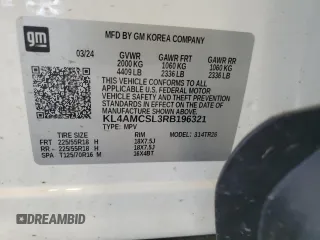 gm
MFD BY GM KOREA COMPANY
03/24
GVWR GAWR FRT GAWR RR
2000 KG 1060 KG 1060 KG
4409 LB 2336 LB 2336 LB
THIS VEHICLE CONFORMS TO ALL
APPLICABLE U.S. FEDERAL MOTOR
VEHICLE SAFETY, BUMPER, AND THEFT
PREVENTION STANDARDS IN EFFECT ON
THE DATE OF MANUFACTURE SHOWN ABOVE.
KL4AMCSL3RB196321
TYPE: MPV MODEL:
TIRE SIZE RIM
FRT 225/55R18 H 18X7.5J
RR 225/55R18 H 18X7.5J
SPA T125/70R16 M 16X4BT